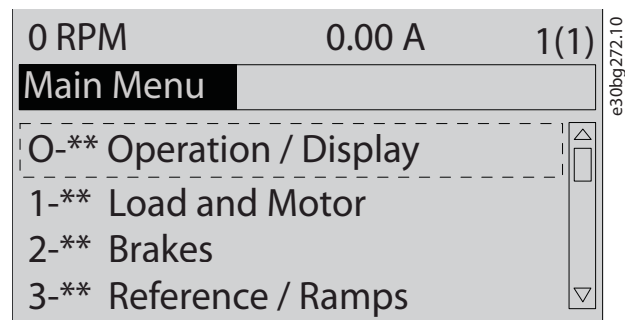 0 RPM 0.00 A 1(1)
Main Menu
O-** Operation / Display
1-** Load and Motor
2-** Brakes
3-** Reference / Ramps
e30bg272.10